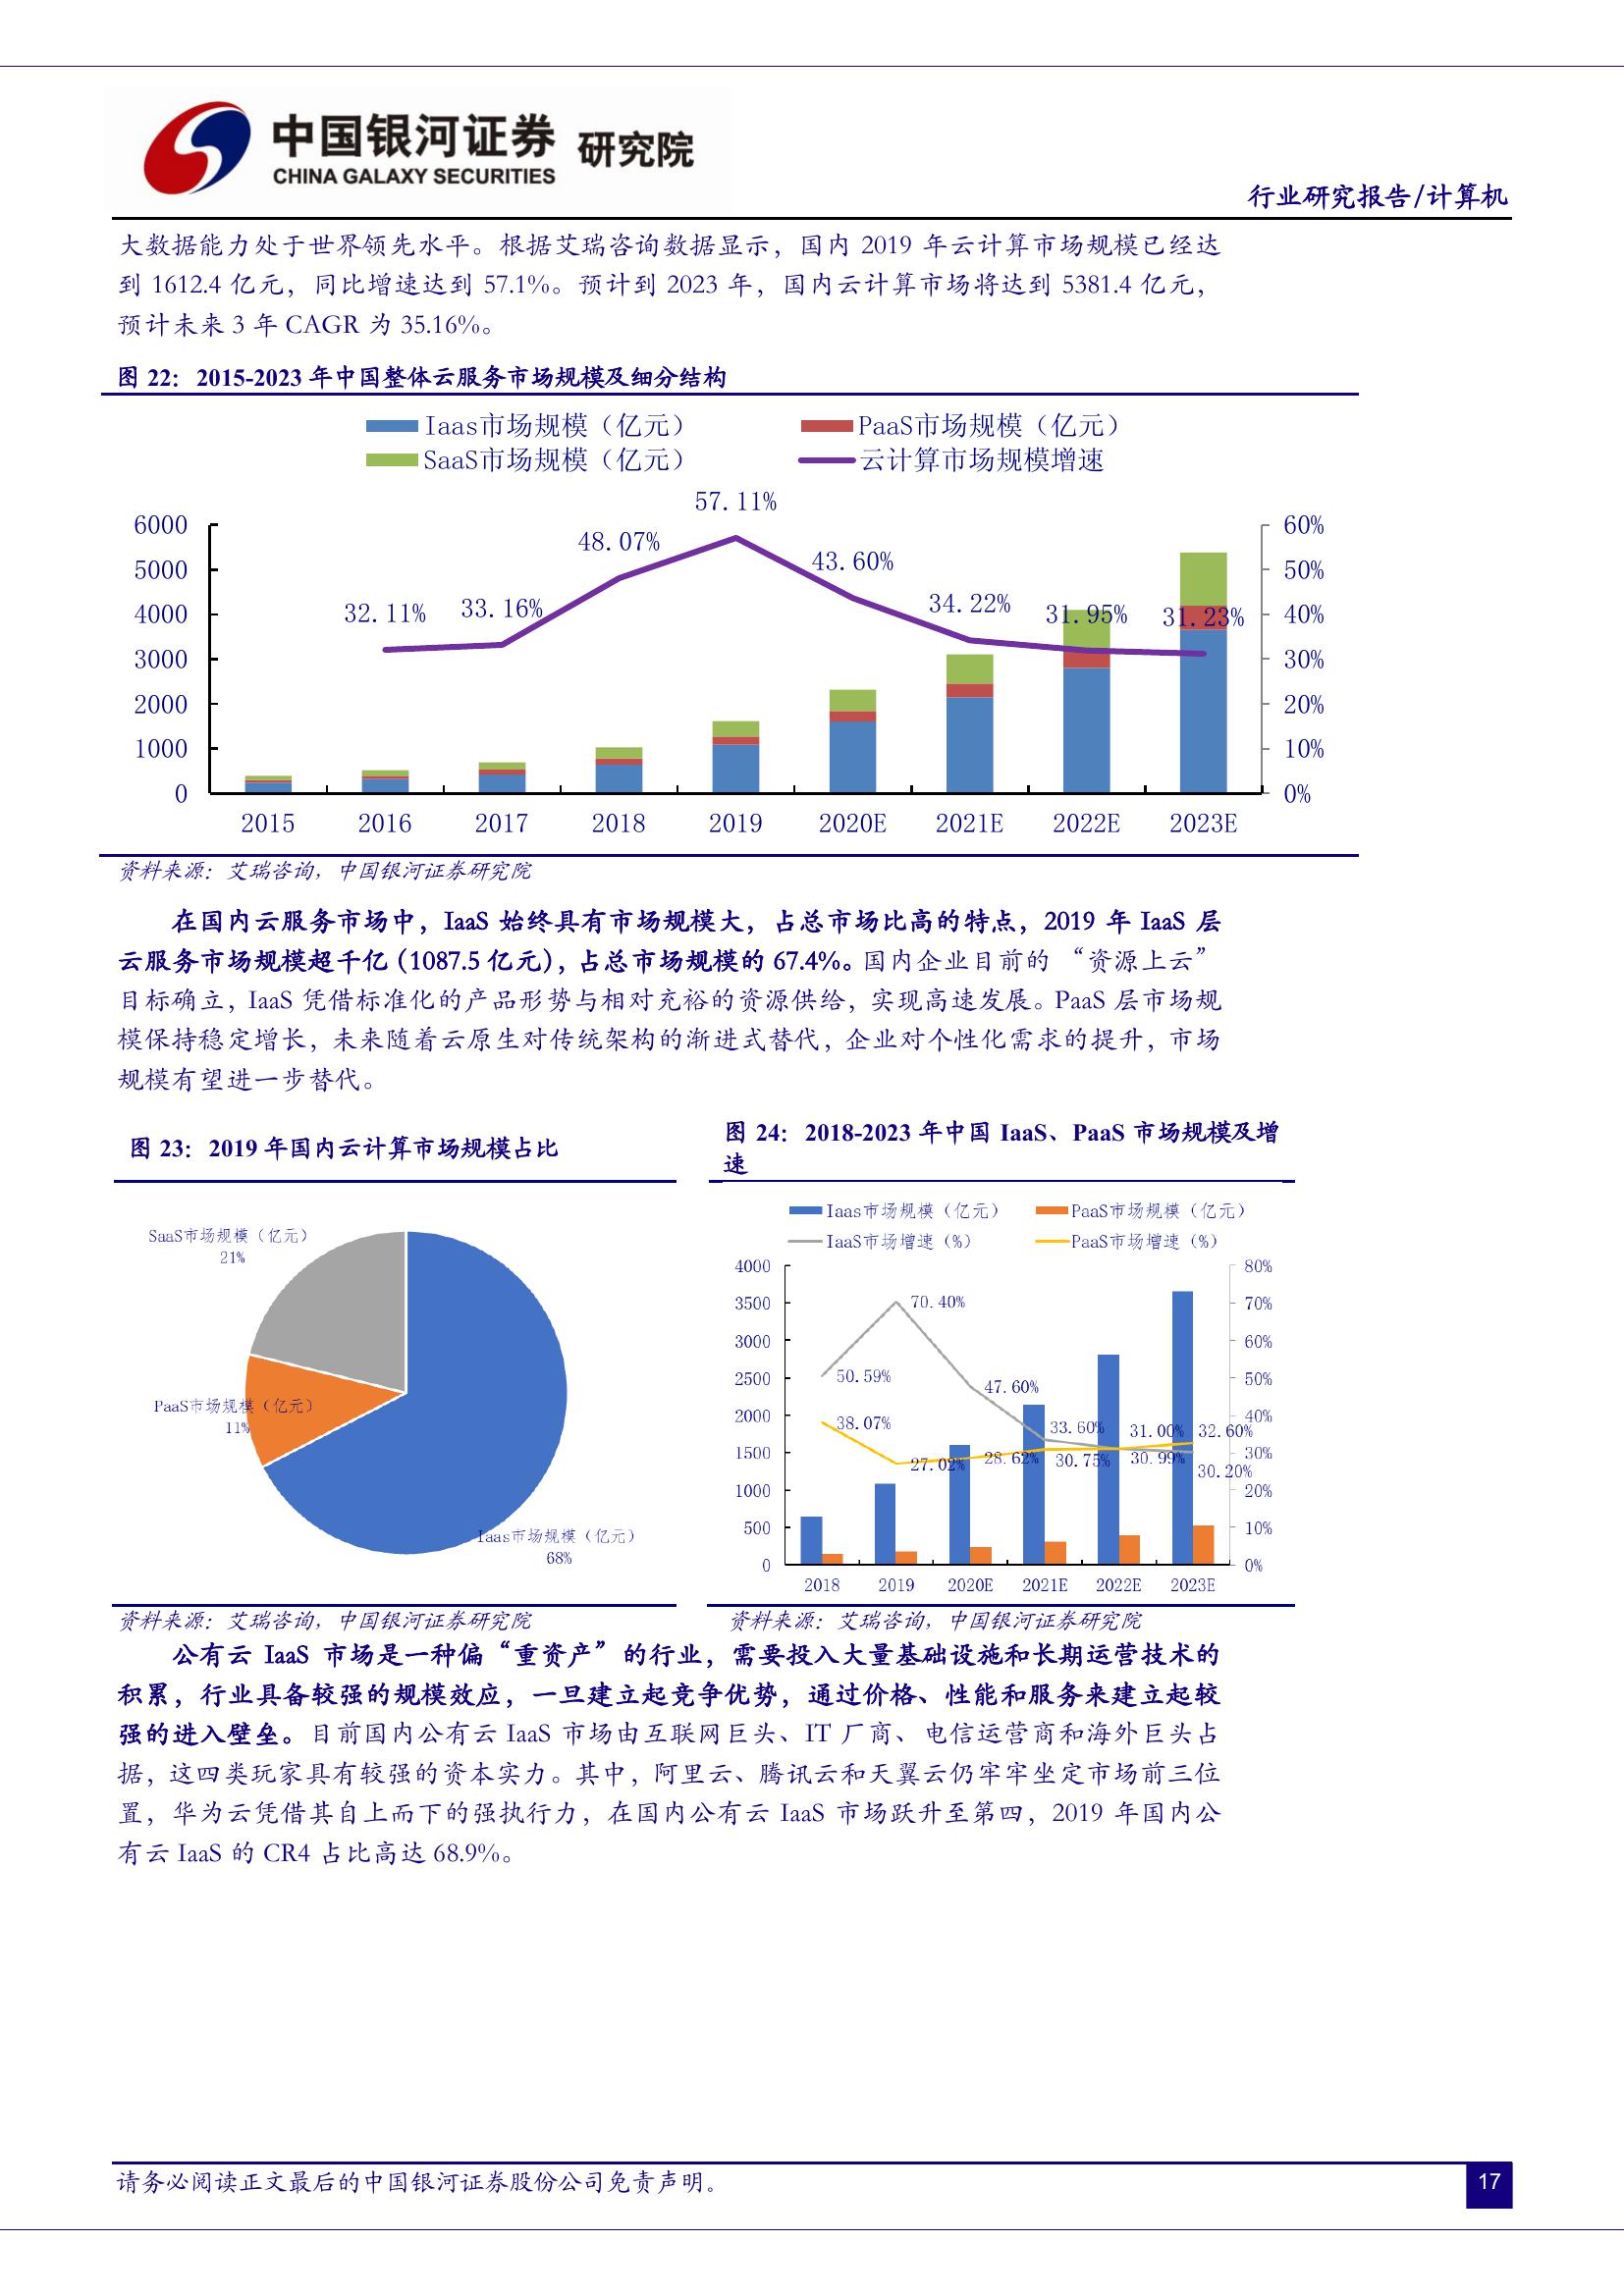 中国银河证券 研究院
CHINA GALAXY SECURITIES
行业研究报告/计算机
大数据能力处于世界领先水平。根据艾瑞咨询数据显示，国内 2019 年云计算市场规模已经达
到 1612.4 亿元，同比增速达到 57.1%。预计到 2023 年，国内云计算市场将达到 5381.4 亿元，
预计未来 3 年 CAGR 为 35.16%。
图 22：2015-2023 年中国整体云服务市场规模及细分结构
Iaas市场规模（亿元） PaaS市场规模（亿元）
SaaS市场规模（亿元） 云计算市场规模增速
57.11%
6000 60%
48.07%
43.60%
5000 50%
34.22%
33.16%
32.11% 31.95% 31.23%
4000 40%
3000 30%
2000 20%
1000 10%
0 0%
2015 2016 2017 2018 2019 2020E 2021E 2022E 2023E
资料来源：艾瑞咨询，中国银河证券研究院
在国内云服务市场中，IaaS 始终具有市场规模大，占总市场比高的特点，2019 年 IaaS 层
云服务市场规模超千亿（1087.5 亿元），占总市场规模的 67.4%。国内企业目前的 “资源上云”
目标确立，IaaS 凭借标准化的产品形势与相对充裕的资源供给，实现高速发展。PaaS 层市场规
模保持稳定增长，未来随着云原生对传统架构的渐进式替代，企业对个性化需求的提升，市场
规模有望进一步替代。
图 23：2019 年国内云计算市场规模占比
SaaS市场规模（亿元）
21%
PaaS市场规模（亿元）
11%
Iaas市场规模（亿元）
68%
资料来源：艾瑞咨询，中国银河证券研究院
图 24：2018-2023 年中国 IaaS、PaaS 市场规模及增
速
Iaas市场规模（亿元） PaaS市场规模（亿元）
IaaS市场增速（%） PaaS市场增速（%）
4000 80%
3500 70.40% 70%
3000 60%
2500 50.59% 47.60% 50%
2000 38.07% 33.60% 31.00% 32.60% 40%
1500 27.02% 28.62% 30.75% 30.99% 30.20% 30%
1000 20%
500 10%
0 0%
2018 2019 2020E 2021E 2022E 2023E
资料来源：艾瑞咨询，中国银河证券研究院
公有云 IaaS 市场是一种偏“重资产”的行业，需要投入大量基础设施和长期运营技术的
积累，行业具备较强的规模效应，一旦建立起竞争优势，通过价格、性能和服务来建立起较
强的进入壁垒。目前国内公有云 IaaS 市场由互联网巨头、IT 厂商、电信运营商和海外巨头占
据，这四类玩家具有较强的资本实力。其中，阿里云、腾讯云和天翼云仍牢牢坐定市场前三位
置，华为云凭借其自上而下的强执行力，在国内公有云 IaaS 市场跃升至第四，2019 年国内公
有云 IaaS 的 CR4 占比高达 68.9%。
请务必阅读正文最后的中国银河证券股份公司免责声明。
17